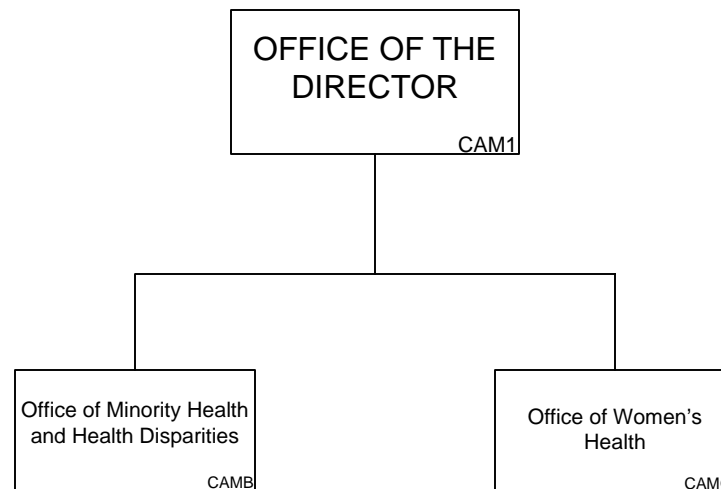 OFFICE OF THE
DIRECTOR
CAM1
Office of Minority Health
and Health Disparities
CAMB
Office of Women’s
Health